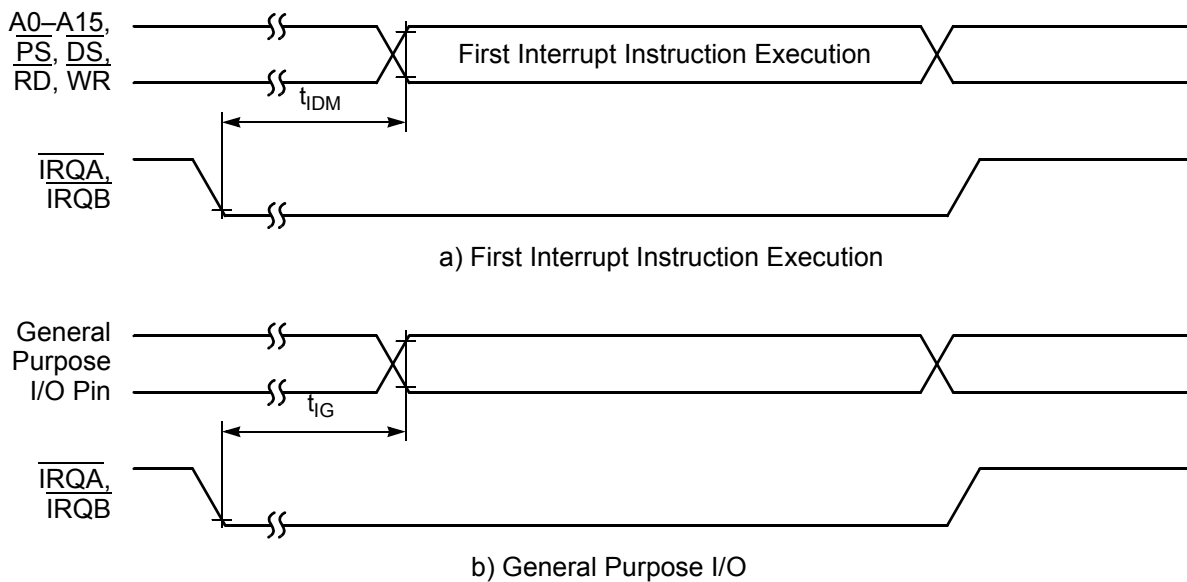 A0–A15,
PS, DS,
RD, WR
First Interrupt Instruction Execution
tIDM
IRQA,
IRQB
a) First Interrupt Instruction Execution
General
Purpose
I/O Pin
tIG
IRQA,
IRQB
b) General Purpose I/O